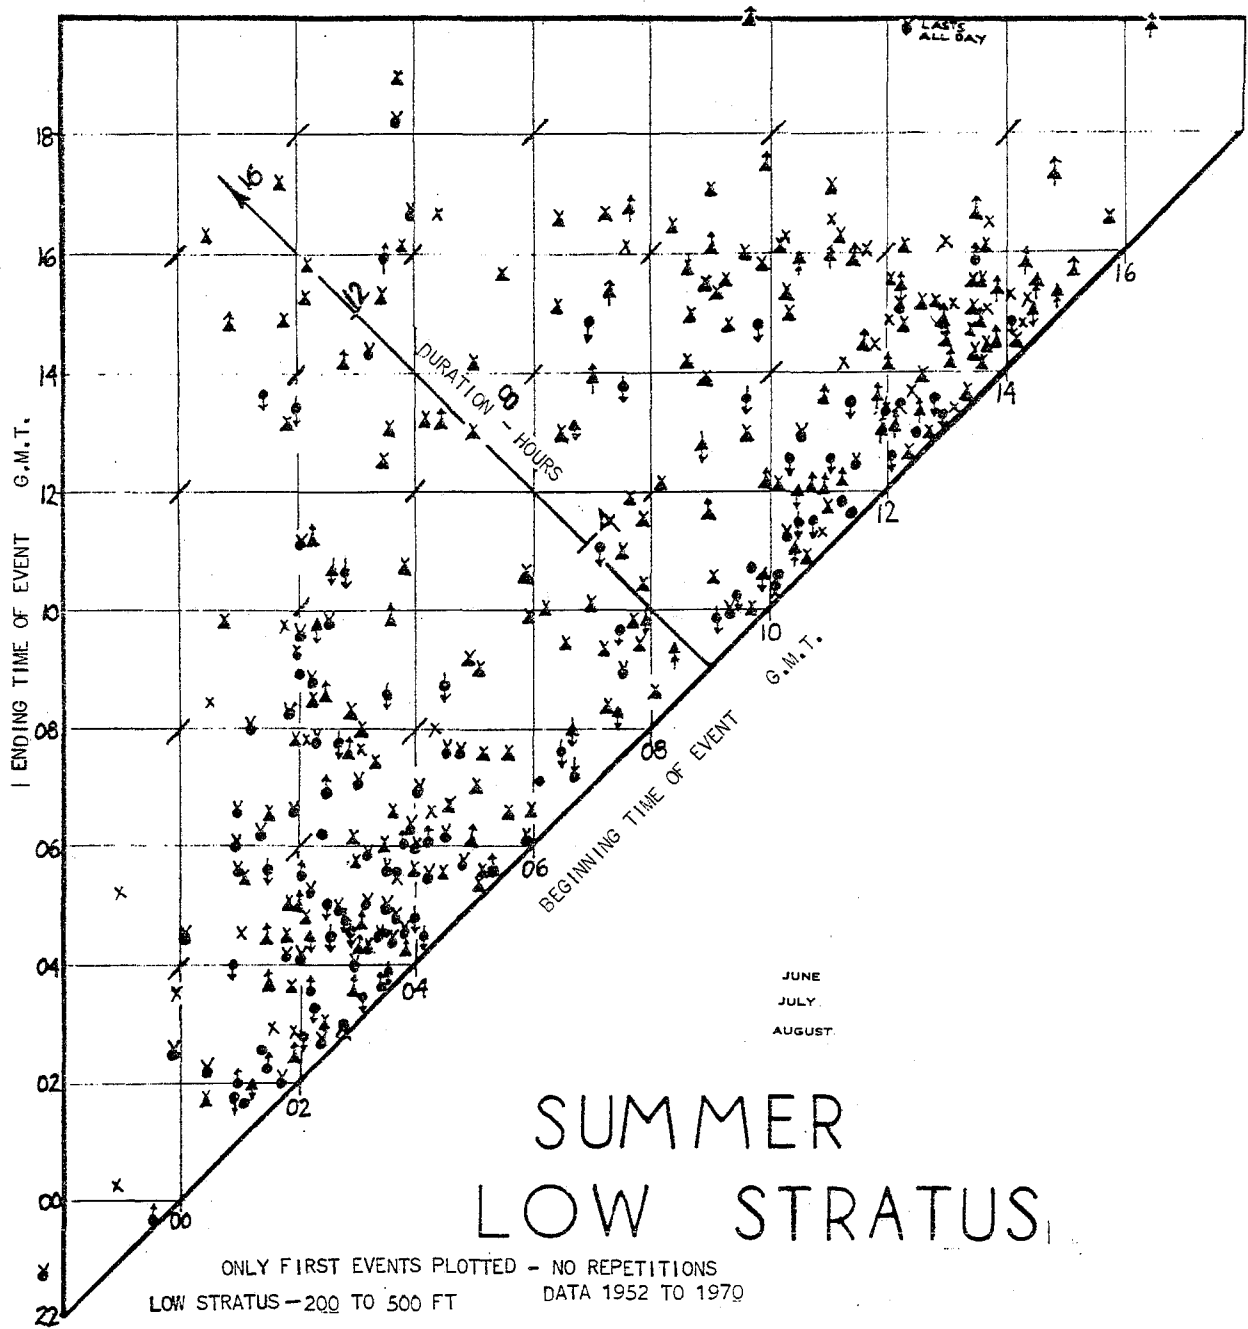 LASTS
ALL DAY
18
16
16
12
14
DURATION - HOURS
8
4
12
10
08
06
04
02
00
22
ENDING TIME OF EVENT G.M.T.
16
14
12
10
08
06
04
02
00
G.M.T.
BEGINNING TIME OF EVENT
JUNE
JULY
AUGUST
SUMMER
LOW STRATUS
ONLY FIRST EVENTS PLOTTED - NO REPETITIONS
LOW STRATUS - 200 TO 500 FT
DATA 1952 TO 1970